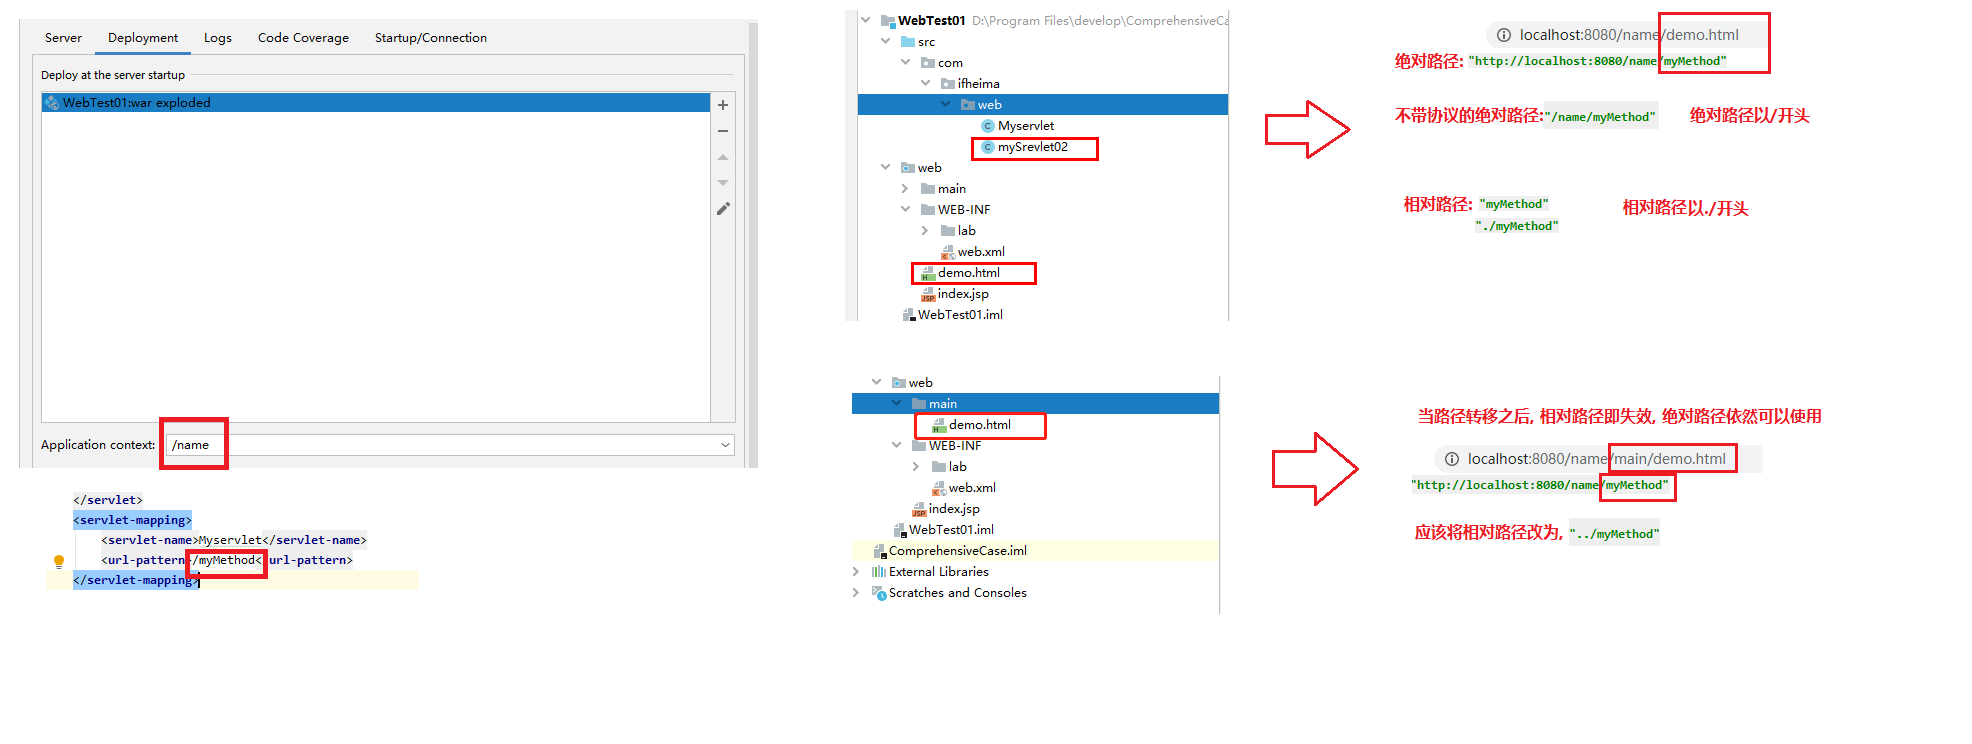 Server Deployment Logs Code Coverage Startup/Connection
Deploy at the server startup
WebTest01:war exploded
Application context: /name
</servlet>
<servlet-mapping>
<servlet-name>Myservlet</servlet-name>
<url-pattern>/myMethod<url-pattern>
</servlet-mapping>
WebTest01 D:\Program Files\develop\ComprehensiveCa
src
com
ifheima
web
Myservlet
mySrevlet02
web
main
WEB-INF
lab
web.xml
demo.html
index.jsp
WebTest01.iml
web
main
demo.html
WEB-INF
lab
web.xml
index.jsp
WebTest01.iml
ComprehensiveCase.iml
External Libraries
Scratches and Consoles
localhost:8080/name/demo.html
绝对路径: "http://localhost:8080/name/myMethod"
不带协议的绝对路径:"/name/myMethod" 绝对路径以/开头
相对路径: "myMethod" 相对路径以./开头
"./myMethod"
当路径转移之后, 相对路径即失效, 绝对路径依然可以使用
localhost:8080/name/main/demo.html
"http://localhost:8080/name/myMethod"
应该将相对路径改为, "../myMethod"